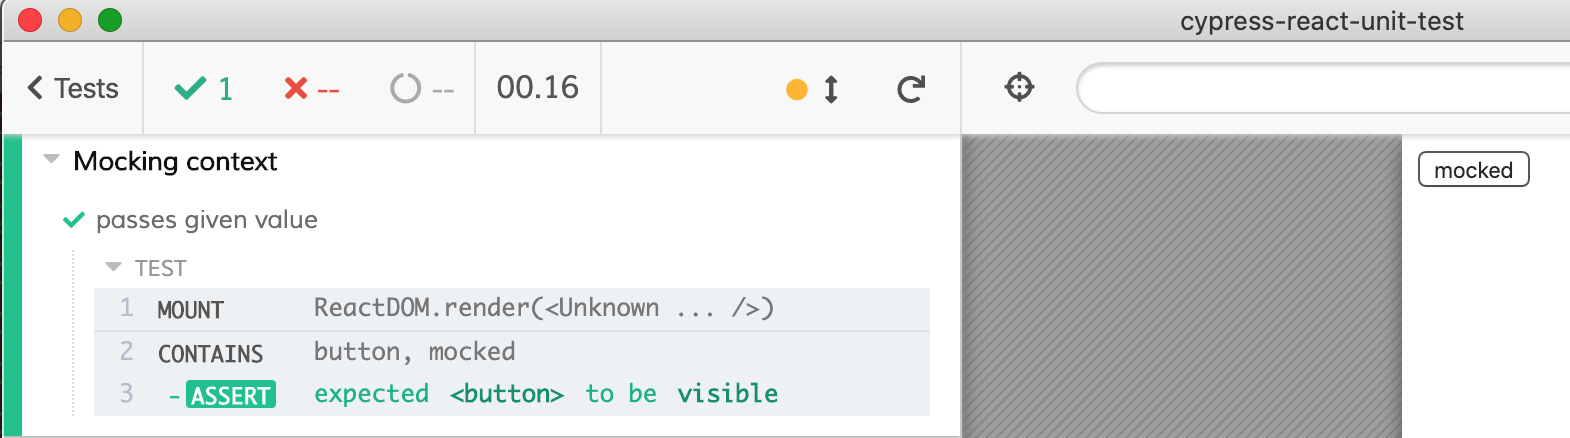 cypress-react-unit-test
Tests 1 -- -- 00.16
Mocking context
mocked
passes given value
TEST
1 MOUNT ReactDOM.render(<Unknown ... />)
2 CONTAINS button, mocked
3 -ASSERT expected <button> to be visible